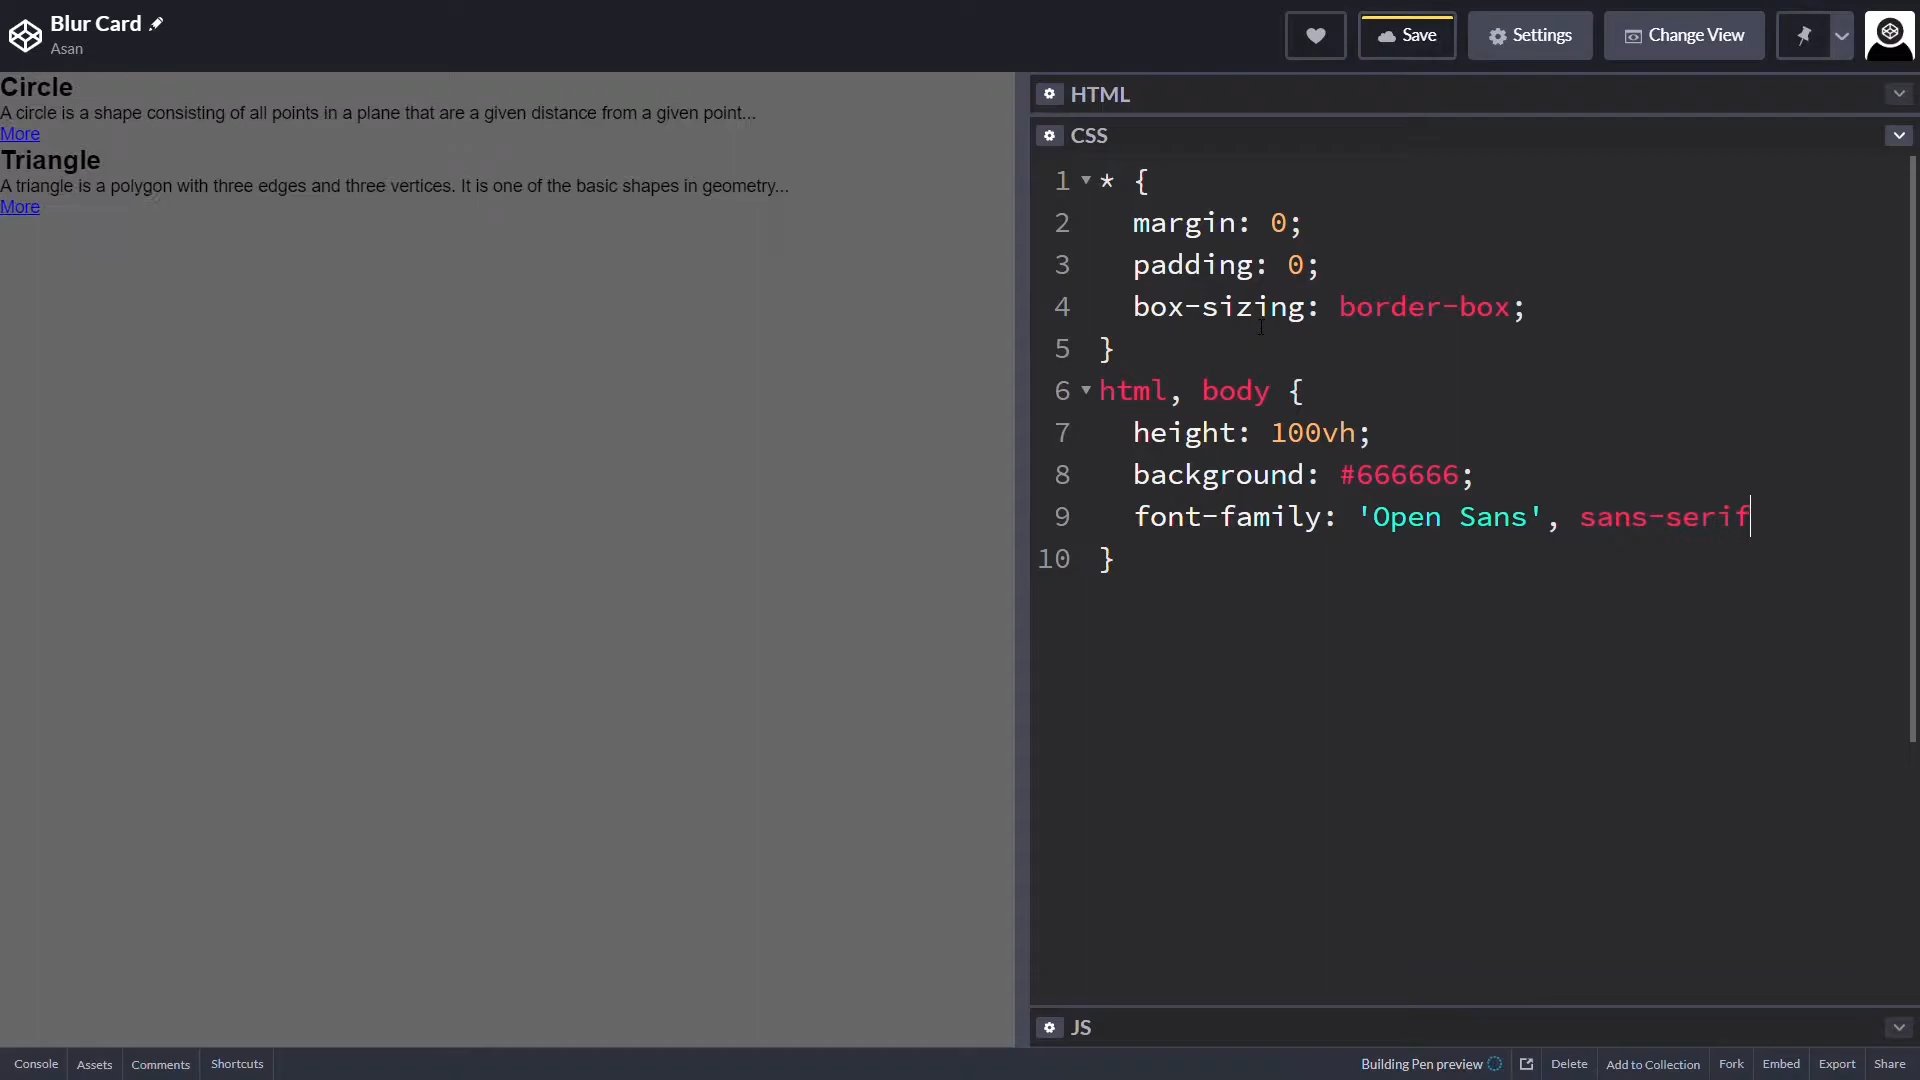 Blur Card
Asan
Save
Settings
Change View
Circle
A circle is a shape consisting of all points in a plane that are a given distance from a given point...
More
Triangle
A triangle is a polygon with three edges and three vertices. It is one of the basic shapes in geometry...
More
HTML
CSS
1 * {
2 margin: 0;
3 padding: 0;
4 box-sizing: border-box;
5 }
6 html, body {
7 height: 100vh;
8 background: #666666;
9 font-family: 'Open Sans', sans-serif
10 }
JS
Console Assets Comments Shortcuts
Building Pen preview Delete Add to Collection Fork Embed Export Share